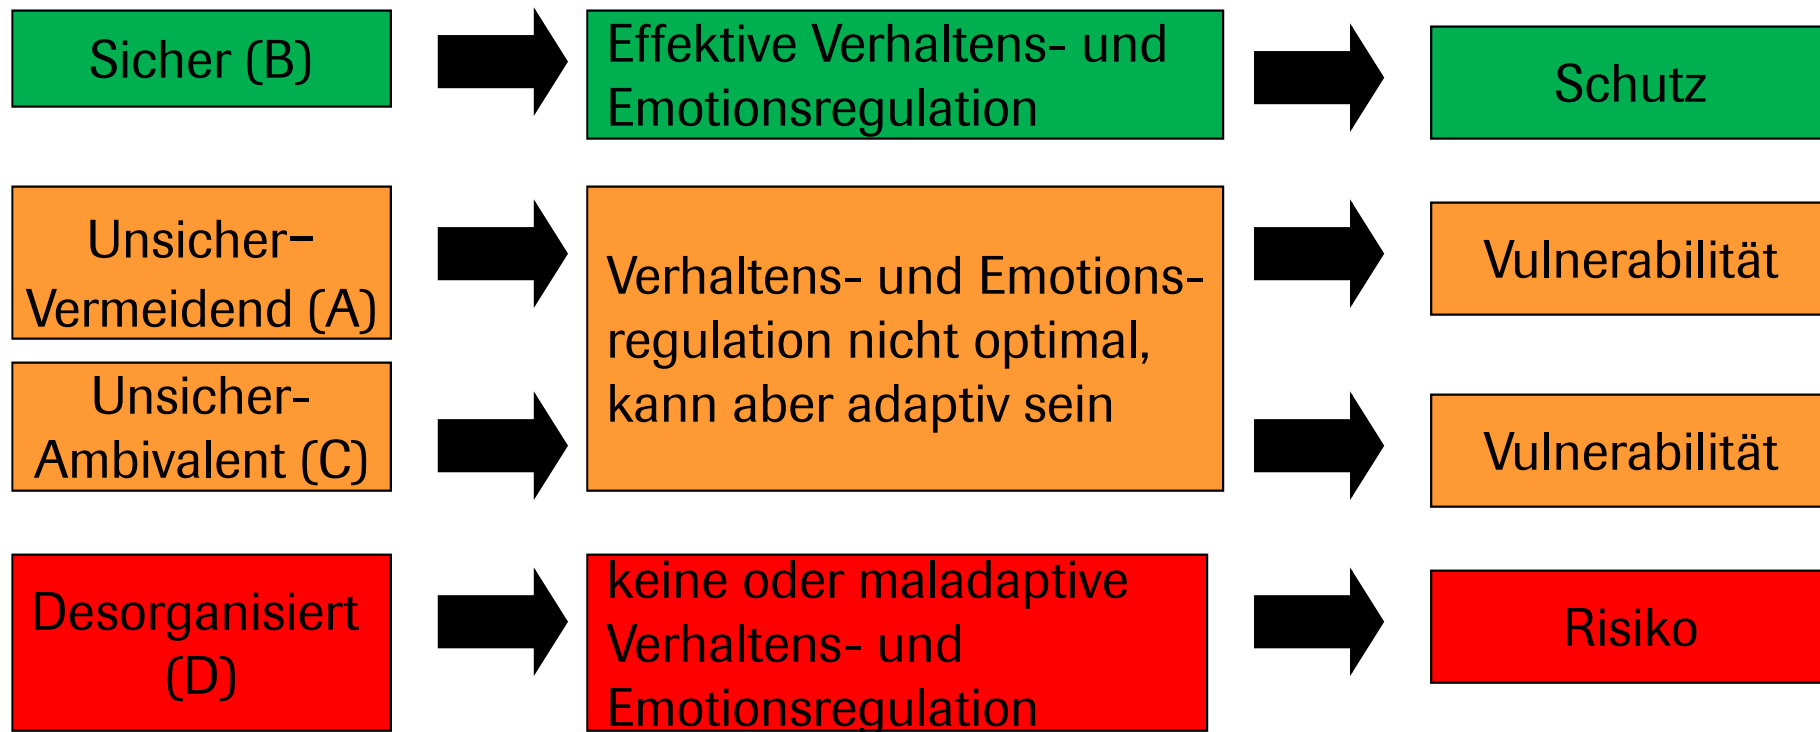 Sicher (B)
Effektive Verhaltens- und
Emotionsregulation
Schutz
Unsicher–
Vermeidend (A)
Unsicher-
Ambivalent (C)
Verhaltens- und Emotions-
regulation nicht optimal,
kann aber adaptiv sein
Vulnerabilität
Vulnerabilität
Desorganisiert
(D)
keine oder maladaptive
Verhaltens- und
Emotionsregulation
Risiko